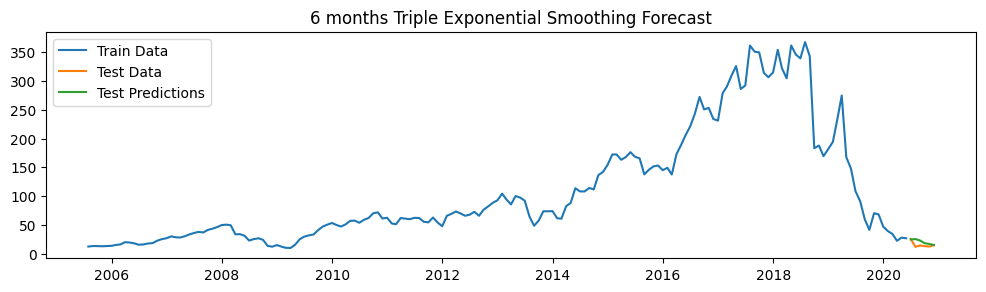 6 months Triple Exponential Smoothing Forecast
Train Data
Test Data
Test Predictions
350
300
250
200
150
100
50
0
2006 2008 2010 2012 2014 2016 2018 2020